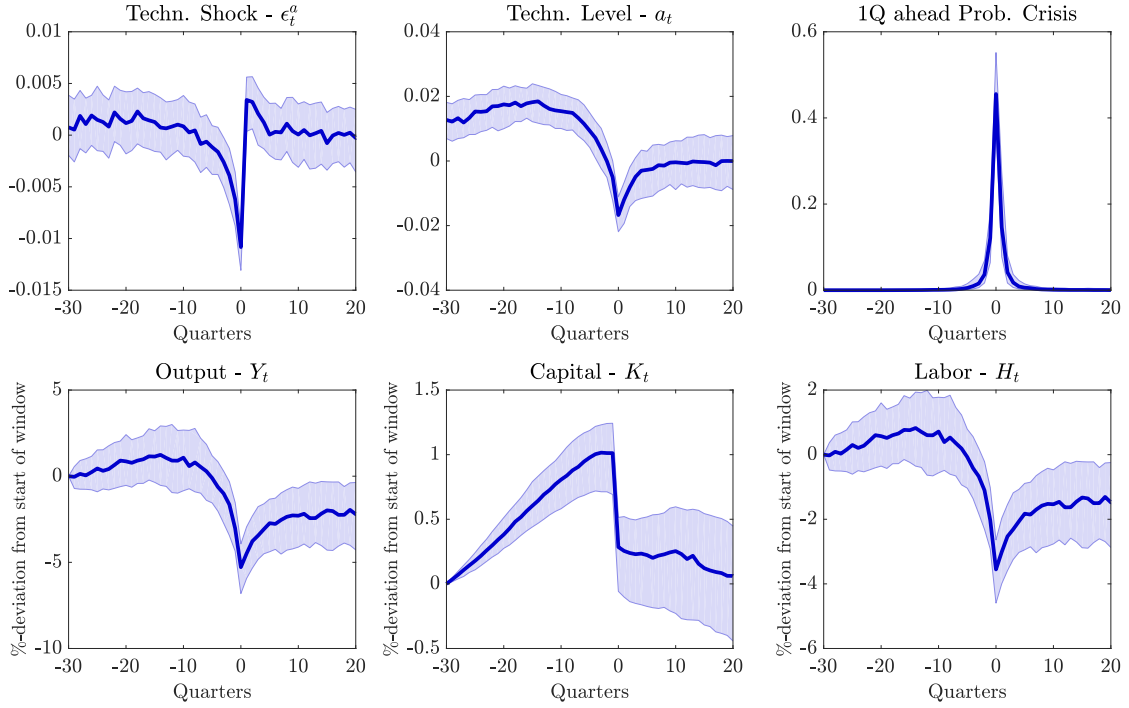 Techn. Shock - ϵₜᵃ
0.01
0.005
0
-0.005
-0.01
-0.015
-30 -20 -10 0 10 20
Quarters
Techn. Level - aₜ
0.04
0.02
0
-0.02
-0.04
-30 -20 -10 0 10 20
Quarters
1Q ahead Prob. Crisis
0.6
0.4
0.2
0
-30 -20 -10 0 10 20
Quarters
Output - Yₜ
%-deviation from start of window
5
0
-5
-10
-30 -20 -10 0 10 20
Quarters
Capital - Kₜ
%-deviation from start of window
1.5
1
0.5
0
-0.5
-30 -20 -10 0 10 20
Quarters
Labor - Hₜ
%-deviation from start of window
2
0
-2
-4
-6
-30 -20 -10 0 10 20
Quarters